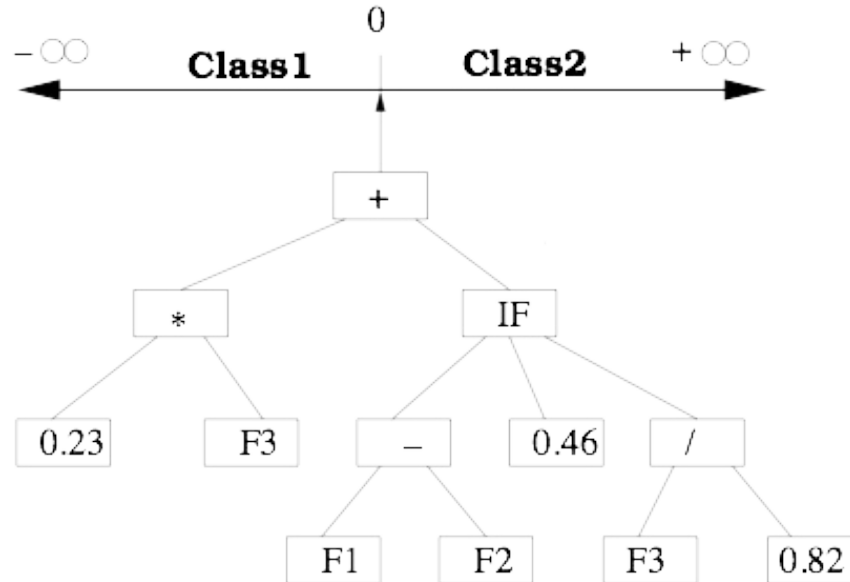 0
– ∞ Class1 Class2 + ∞
+
* IF
0.23 F3 – 0.46 /
F1 F2 F3 0.82